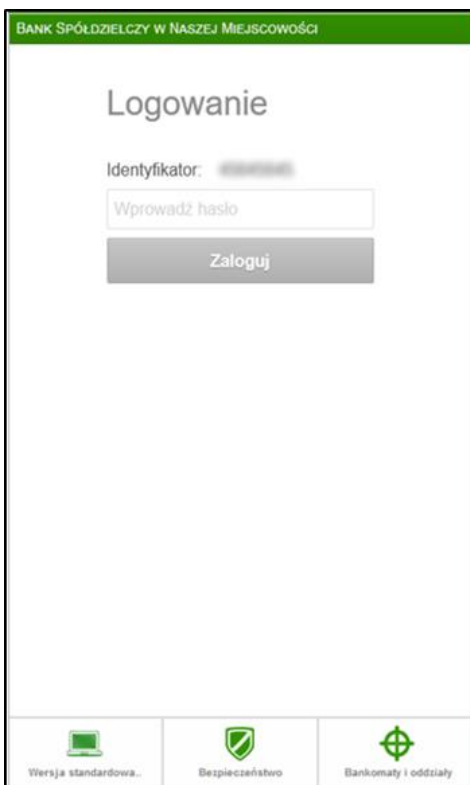 BANK SPÓŁDZIELCZY W NASZEJ MIEJSCOWOŚCI
Logowanie
Identyfikator:
Wprowadź hasło
Zaloguj
Wersja standardowa..
Bezpieczeństwo
Bankomaty i oddziały